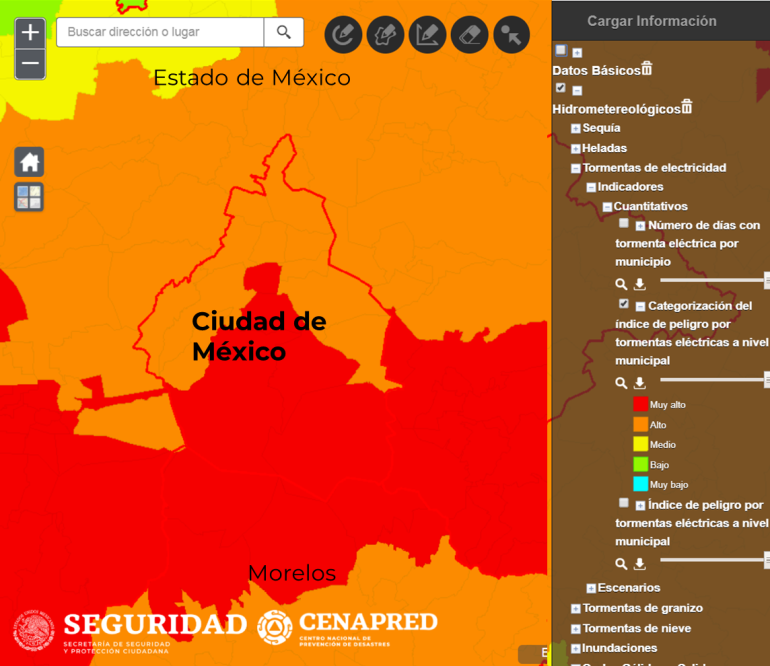 Cargar Información
Buscar dirección o lugar
Estado de México
Datos Básicos
Hidrometereológicos
Sequía
Heladas
Tormentas de electricidad
Indicadores
Cuantitativos
Número de días con
tormenta eléctrica por
municipio
Categorización del
índice de peligro por
tormentas eléctricas a nivel
municipal
Muy alto
Alto
Medio
Bajo
Muy bajo
Índice de peligro por
tormentas eléctricas a nivel
municipal
Escenarios
Tormentas de granizo
Tormentas de nieve
Inundaciones
Ciudad de
México
Morelos
SEGURIDAD
SECRETARÍA DE SEGURIDAD
Y PROTECCIÓN CIUDADANA
CENAPRED
CENTRO NACIONAL DE
PREVENCIÓN DE DESASTRES